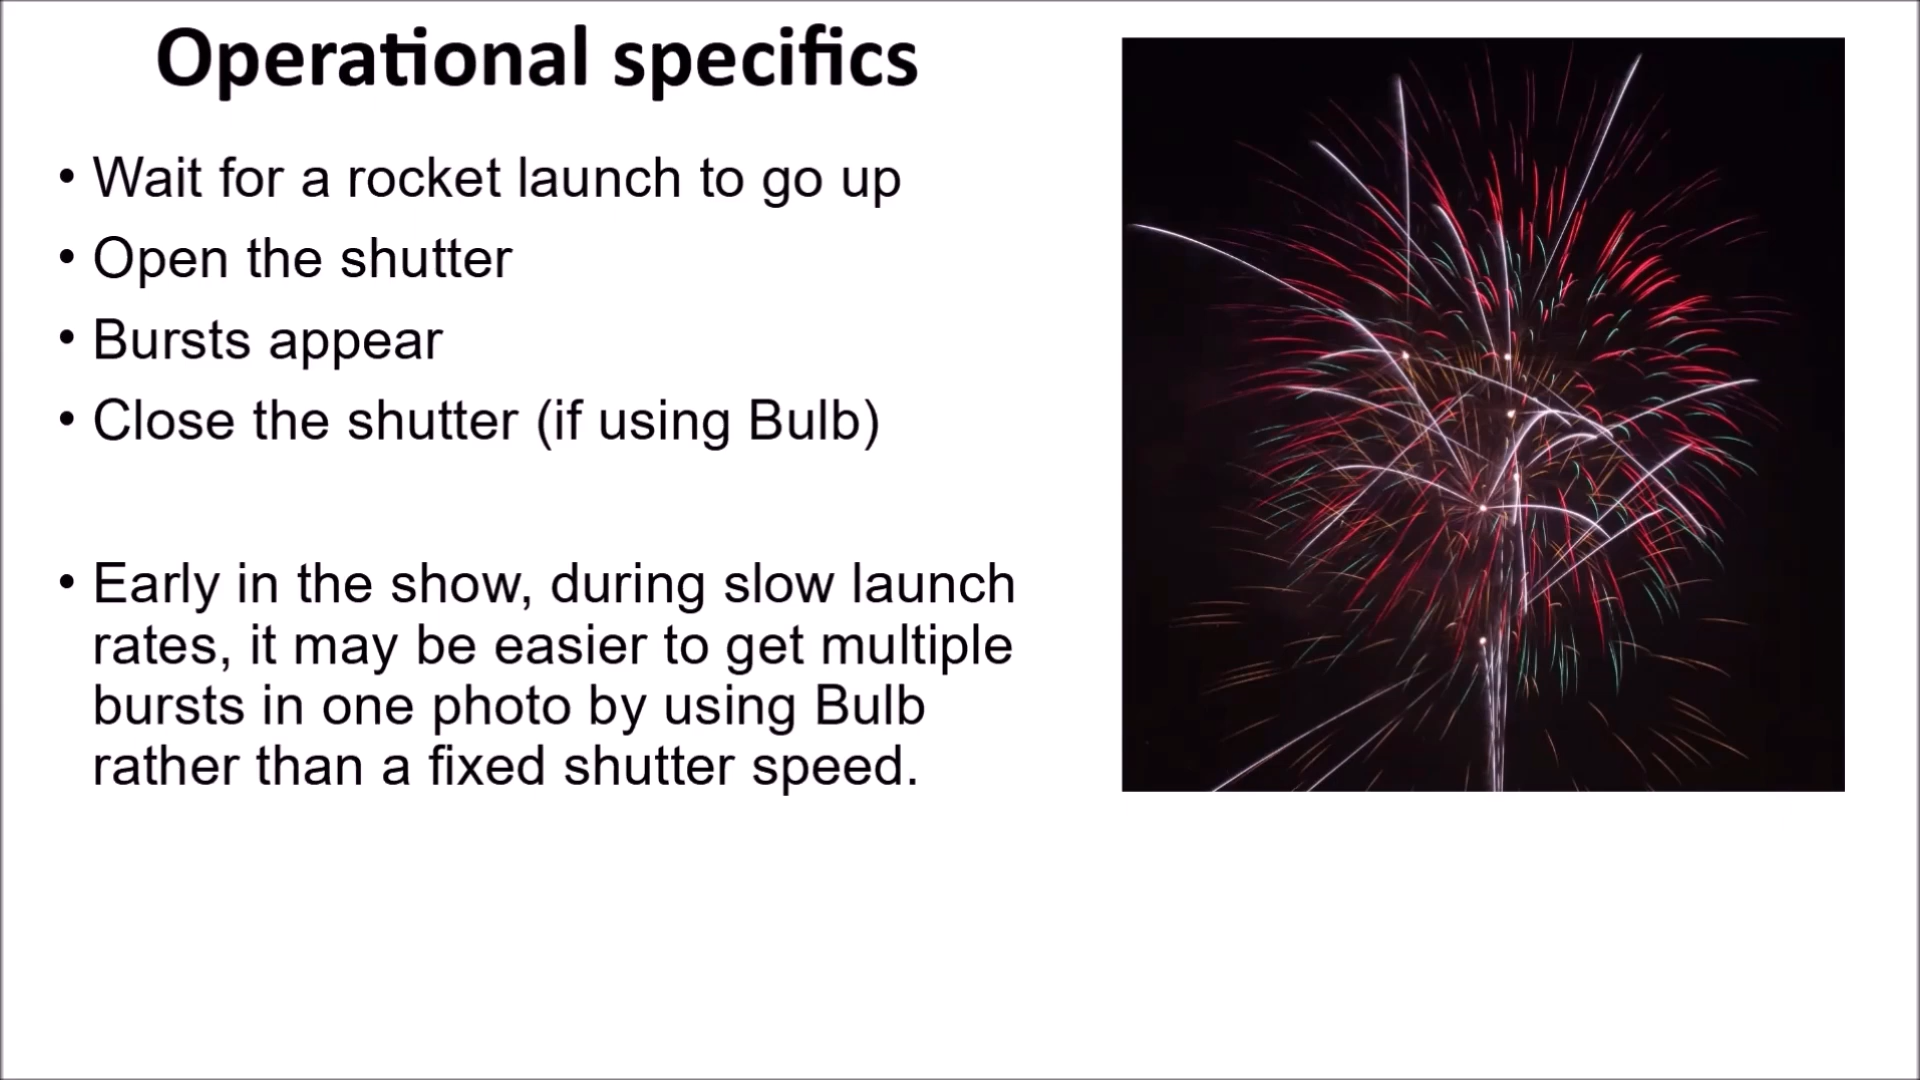 Operational specifics
• Wait for a rocket launch to go up
• Open the shutter
• Bursts appear
• Close the shutter (if using Bulb)
• Early in the show, during slow launch
rates, it may be easier to get multiple
bursts in one photo by using Bulb
rather than a fixed shutter speed.